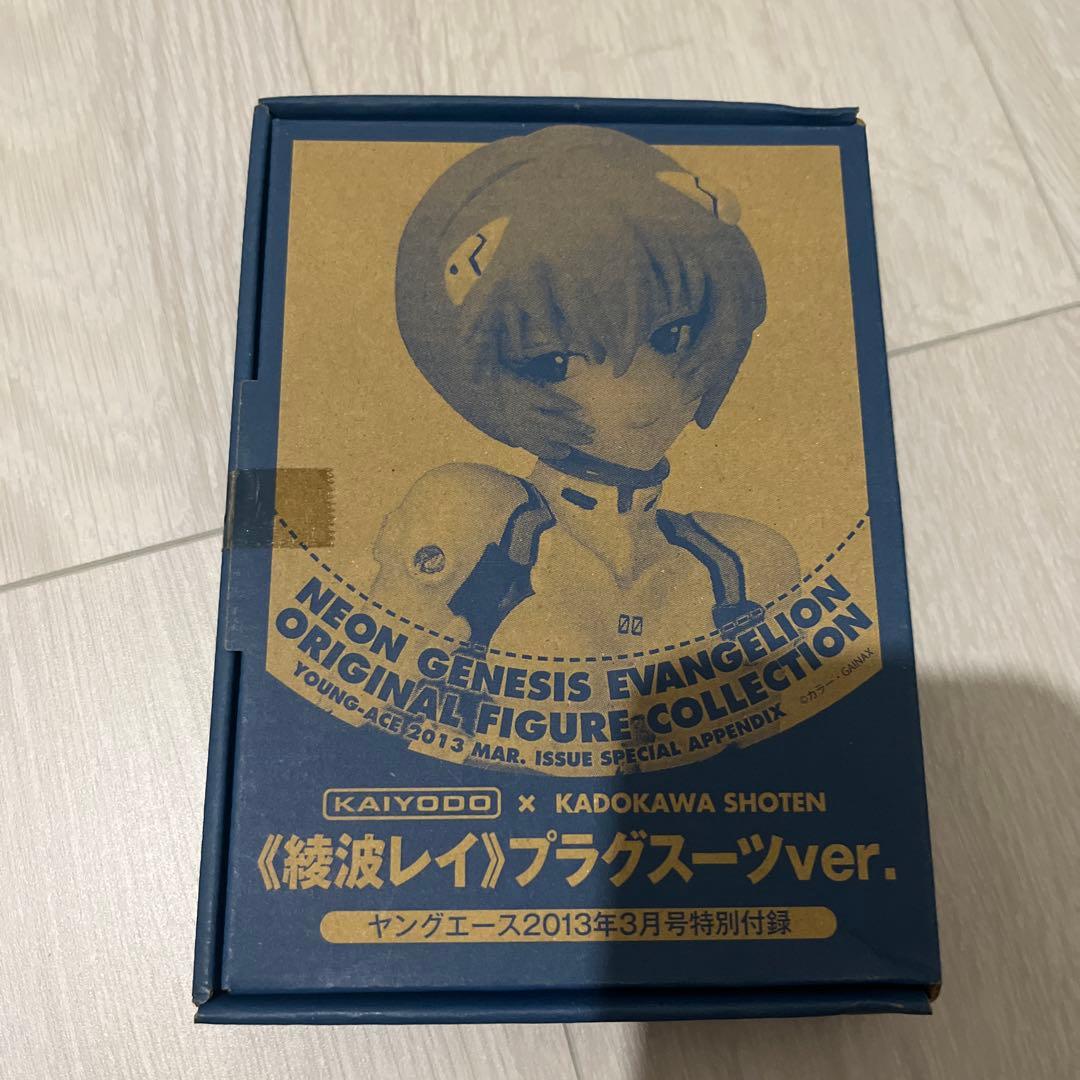 00
NEON GENESIS EVANGELION
ORIGINAL FIGURE COLLECTION
YOUNG-ACE 2013 MAR. ISSUE SPECIAL APPENDIX
©カラー・GAINAX
KAIYODO × KADOKAWA SHOTEN
《綾波レイ》プラグスーツver.
ヤングエース2013年3月号特別付録